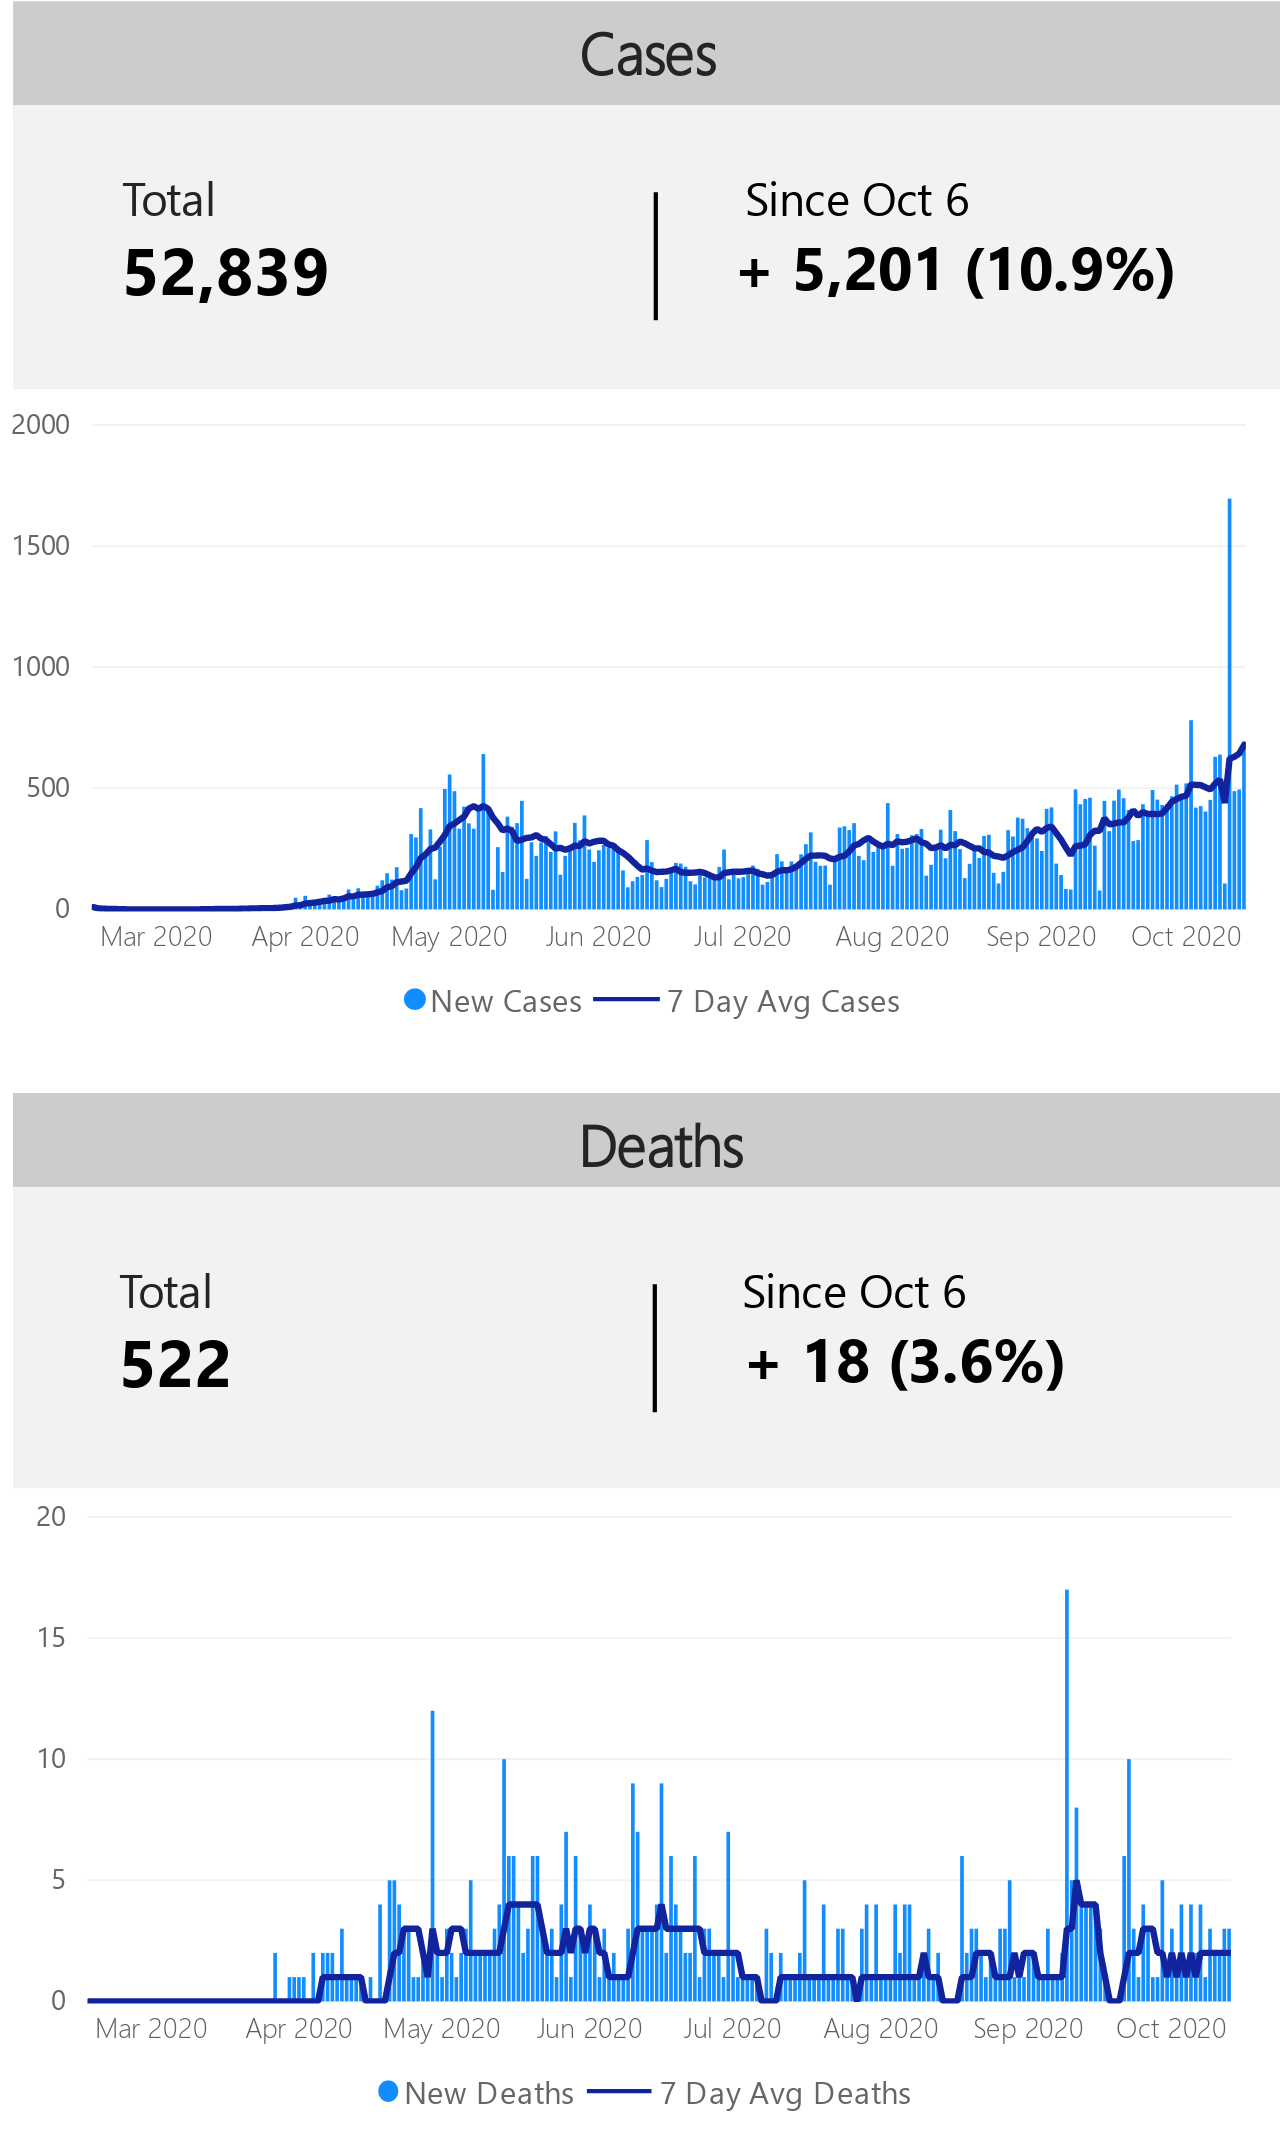 Cases
Total
Since Oct 6
52,839
+ 5,201 (10.9%)
2000
1500
1000
500
0
Mar 2020 Apr 2020 May 2020 Jun 2020 Jul 2020 Aug 2020 Sep 2020 Oct 2020
New Cases 7 Day Avg Cases
Deaths
Total
Since Oct 6
522
+ 18 (3.6%)
20
15
10
5
0
Mar 2020 Apr 2020 May 2020 Jun 2020 Jul 2020 Aug 2020 Sep 2020 Oct 2020
New Deaths 7 Day Avg Deaths